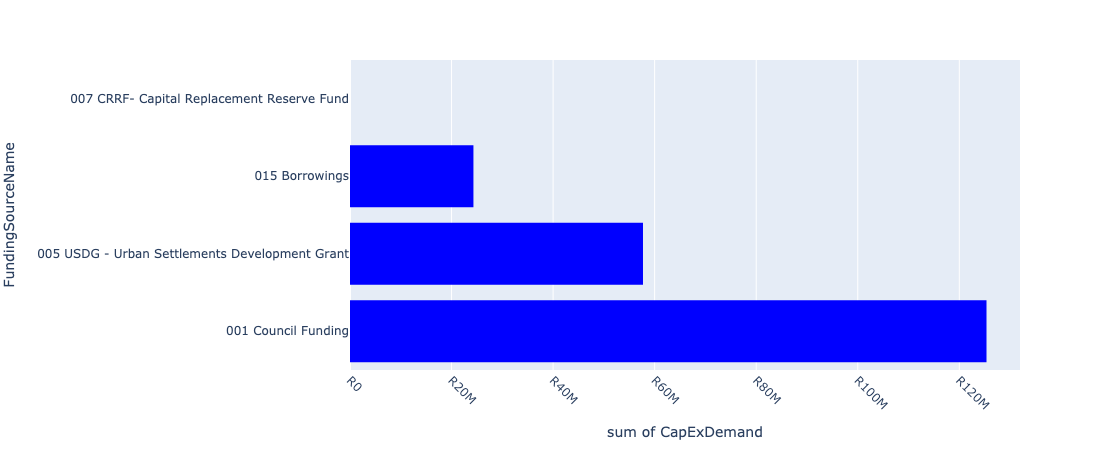 FundingSourceName
007 CRRF- Capital Replacement Reserve Fund
015 Borrowings
005 USDG - Urban Settlements Development Grant
001 Council Funding
R0
R20M
R40M
R60M
R80M
R100M
R120M
sum of CapExDemand